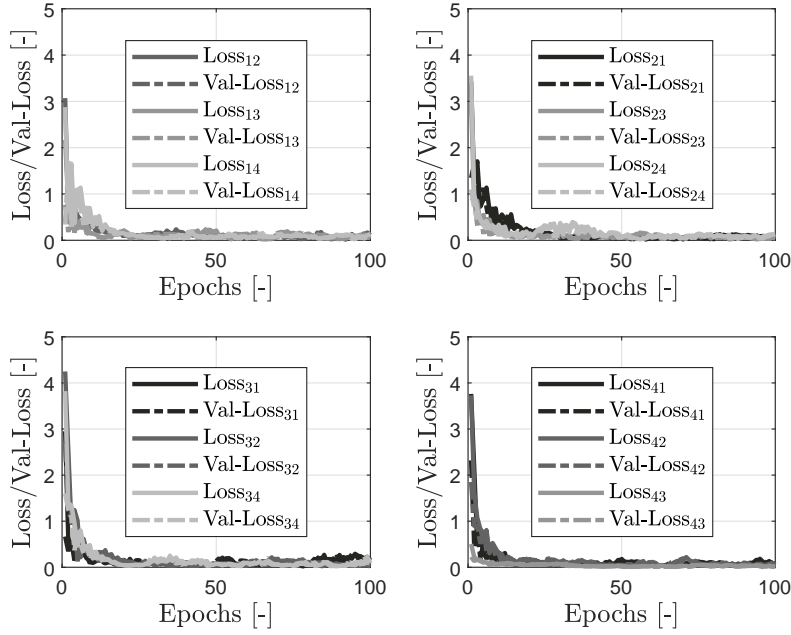 5
4
3
2
1
0
Loss/Val-Loss [-]
Loss12
Val-Loss12
Loss13
Val-Loss13
Loss14
Val-Loss14
0 50 100
Epochs [-]
5
4
3
2
1
0
Loss/Val-Loss [-]
Loss21
Val-Loss21
Loss23
Val-Loss23
Loss24
Val-Loss24
0 50 100
Epochs [-]
5
4
3
2
1
0
Loss/Val-Loss [-]
Loss31
Val-Loss31
Loss32
Val-Loss32
Loss34
Val-Loss34
0 50 100
Epochs [-]
5
4
3
2
1
0
Loss/Val-Loss [-]
Loss41
Val-Loss41
Loss42
Val-Loss42
Loss43
Val-Loss43
0 50 100
Epochs [-]